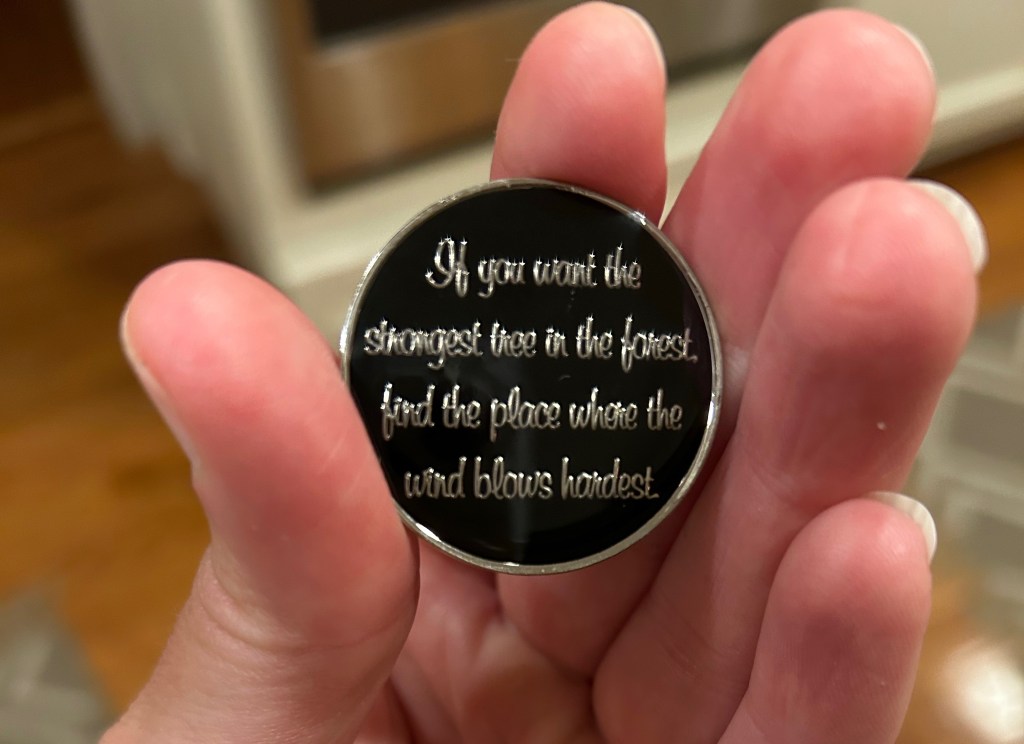 If you want the
strongest tree in the forest,
find the place where the
wind blows hardest.